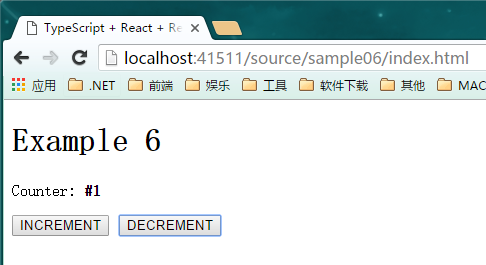 TypeScript + React + Re
localhost:41511/source/sample06/index.html
应用 .NET 前端 娱乐 工具 软件下载 其他 MAC
Example 6
Counter: #1
INCREMENT DECREMENT